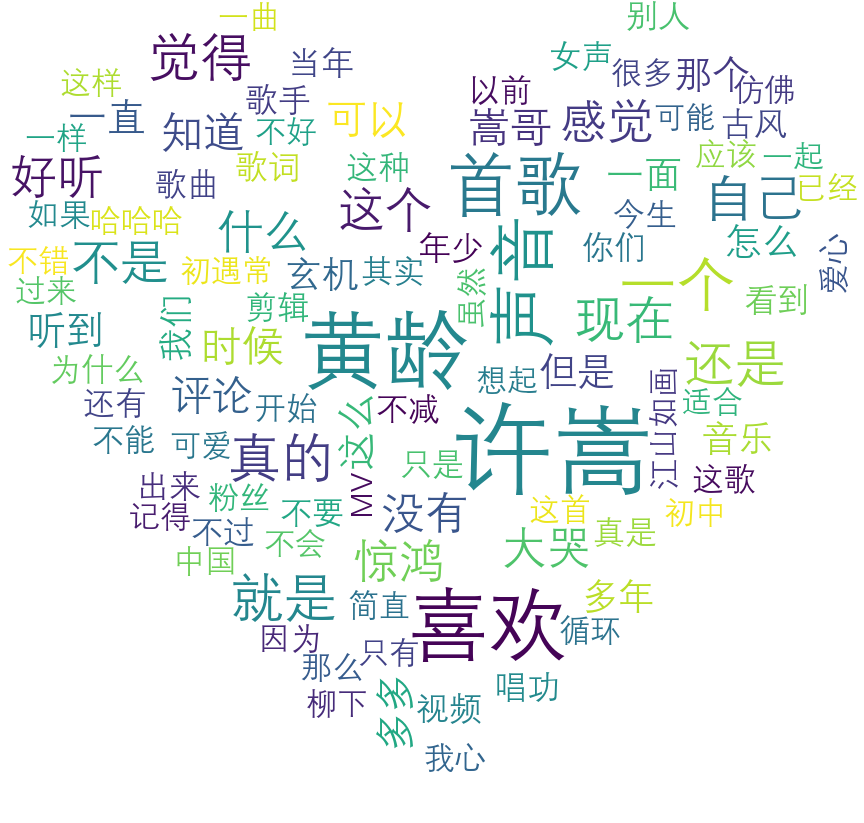 一曲
别人
觉得
当年
女声
很多
那个
这样
歌手
以前
仿佛
一直
知道
不好
可以
嵩哥
感觉
可能
古风
一样
好听
歌曲
歌词
这种
这个
首歌
一面
应该
一起
自己
已经
如果
哈哈哈
什么
年少
今生
不错
不是
初遇常
玄机
其实
声音
你们
怎么
爱心
过来
我们
剪辑
虽然
一个
看到
听到
时候
黄龄
现在
为什么
评论
开始
想起
但是
还是
还有
这么
不减
许嵩
江山如画
适合
不能
可爱
真的
只是
音乐
出来
粉丝
MV
这歌
记得
不过
不要
没有
这首
初中
中国
不会
惊鸿
大哭
真是
就是
简直
喜欢
多年
因为
只有
循环
那么
柳下
多多
视频
唱功
我心